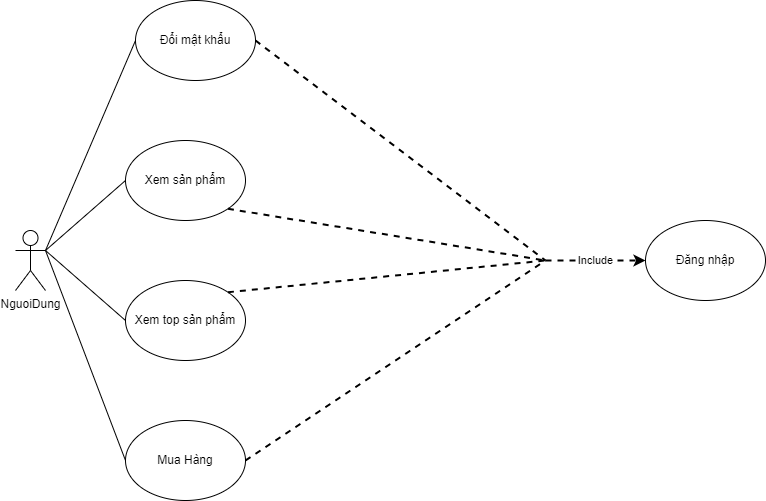 Đổi mật khẩu
Xem sản phẩm
NguoiDung
Include
Đăng nhập
Xem top sản phẩm
Mua Hàng